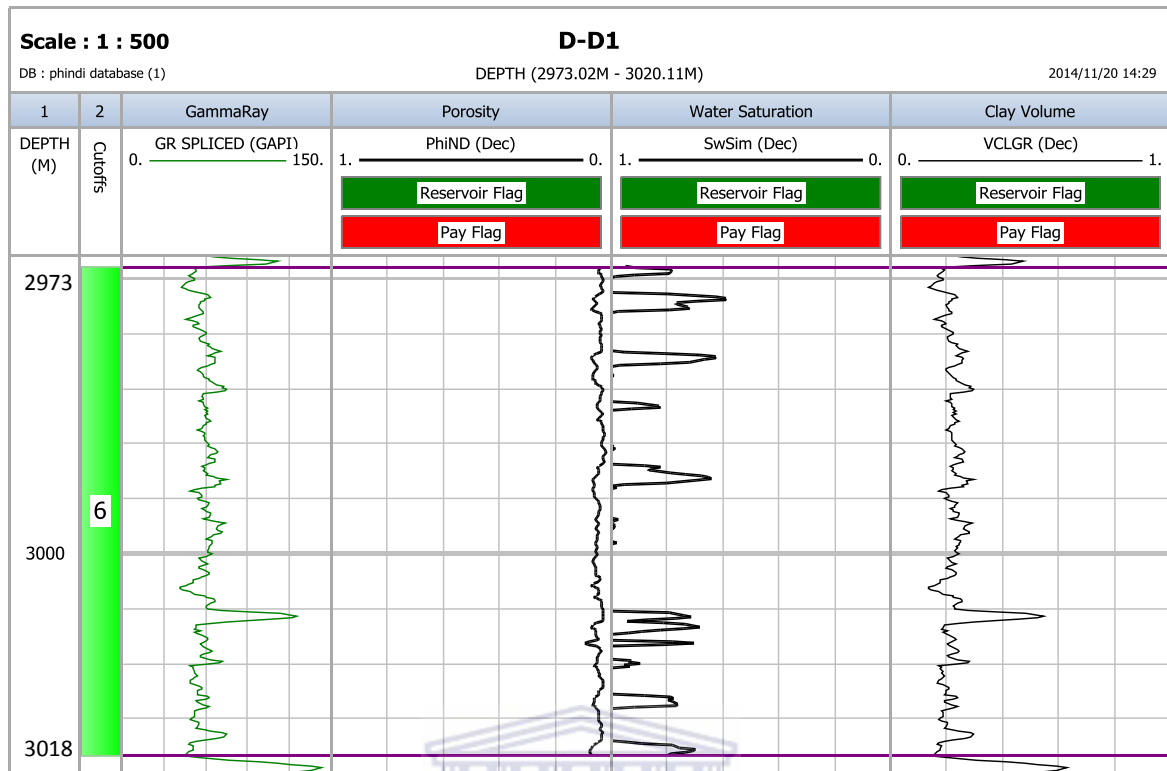 Scale : 1 : 500
D-D1
DB : phindi database (1)
DEPTH (2973.02M - 3020.11M)
2014/11/20 14:29
1 2 GammaRay Porosity Water Saturation Clay Volume
DEPTH
(M)
Cutoffs
GR SPLICED (GAPI)
0. 150.
PhiND (Dec)
1. 0.
SwSim (Dec)
1. 0.
VCLGR (Dec)
0. 1.
Reservoir Flag Reservoir Flag Reservoir Flag
Pay Flag Pay Flag Pay Flag
2973
6
3000
3018